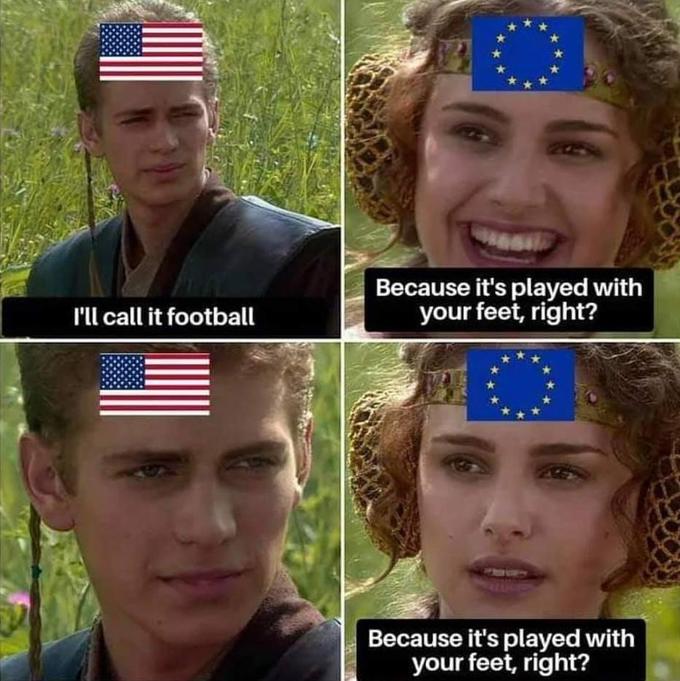 I'll call it football
Because it's played with
your feet, right?
Because it's played with
your feet, right?